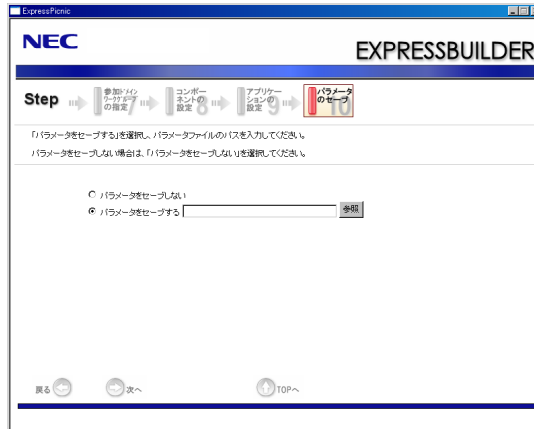 ExpressPicnic
NEC
EXPRESSBUILDER
Step
参加ドメイン
ワークグループ
の指定 7
コンポー
ネントの
設定 8
アプリケー
ションの
設定 9
パラメータ
のセーブ 10
「パラメータをセーブする」を選択し、パラメータファイルのパスを入力してください。
パラメータをセーブしない場合は、「パラメータをセーブしない」を選択してください。
パラメータをセーブしない
パラメータをセーブする 参照
戻る 次へ TOPへ